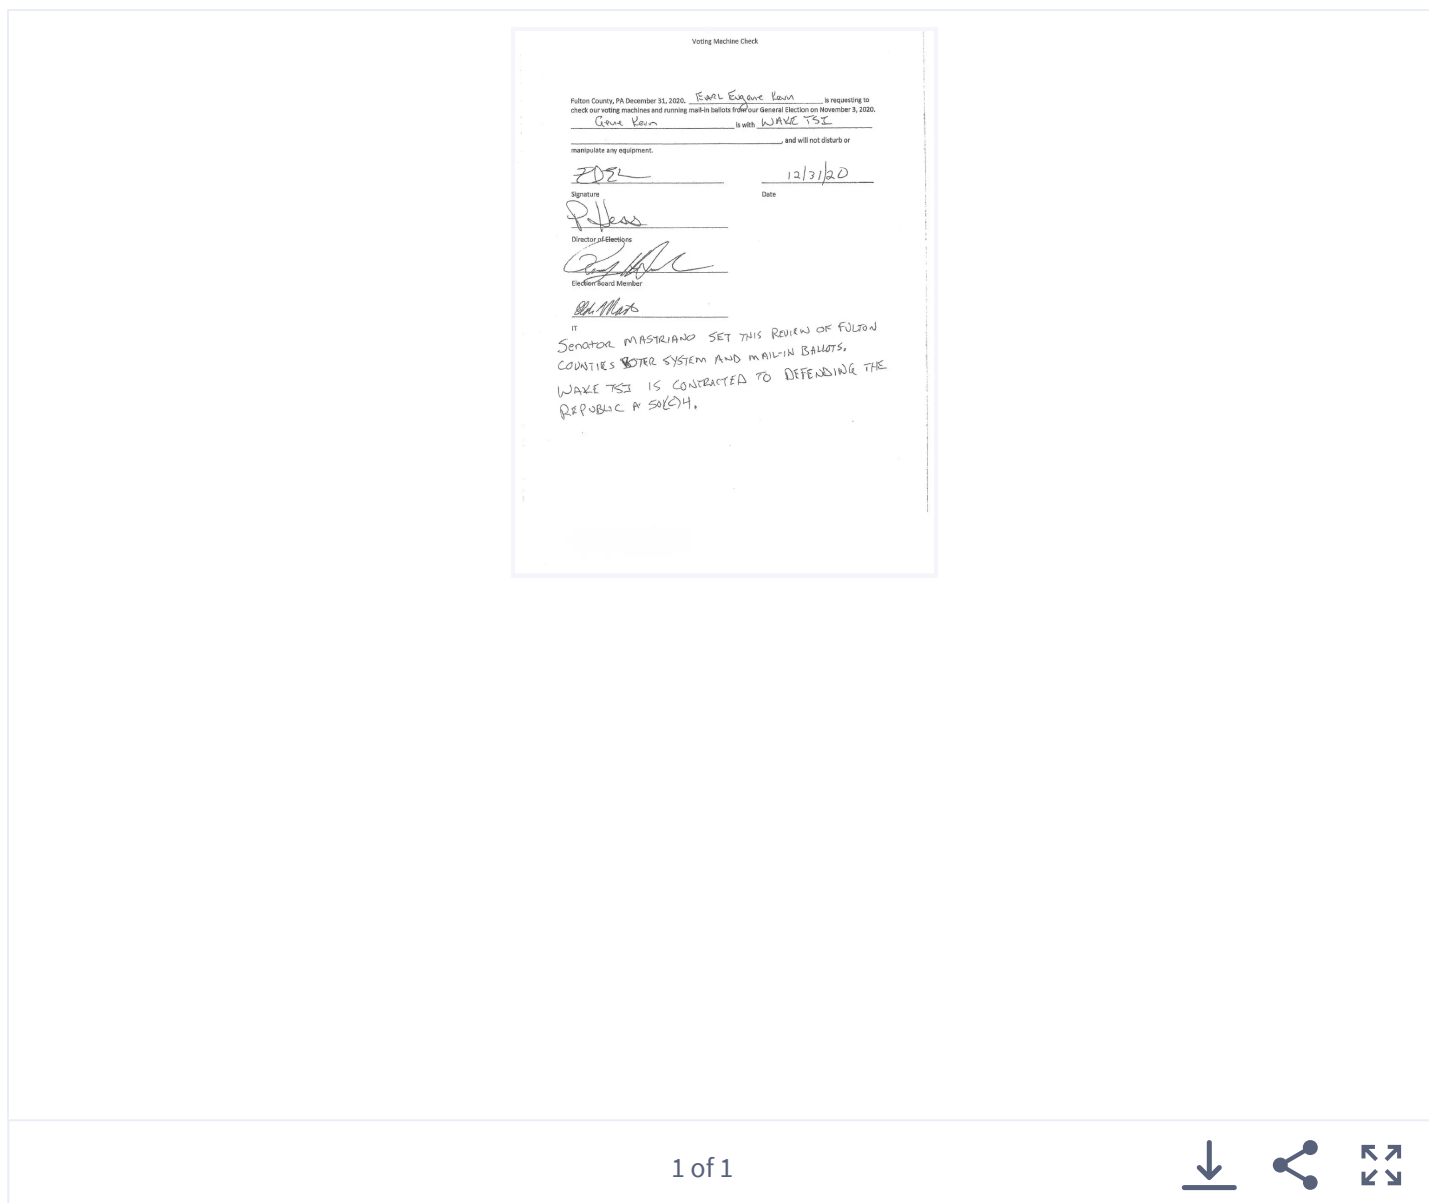 Voting Machine Check
Fulton County, PA December 31, 2020. EARL Eugene Kern is requesting to
check our voting machines and running mail-in ballots from our General Election on November 3, 2020.
Gene Kern is with WAKE TSI
, and will not disturb or
manipulate any equipment.
12/31/20
Signature Date
P Hess
Director of Elections
Election Board Member
IT
Senator MASTRIANO SET THIS REVIEW OF FULTON
COUNTIES VOTER SYSTEM AND MAIL-IN BALLOTS.
WAKE TSI IS CONTRACTED TO DEFENDING THE
REPUBLIC A 50(C)4.
1 of 1